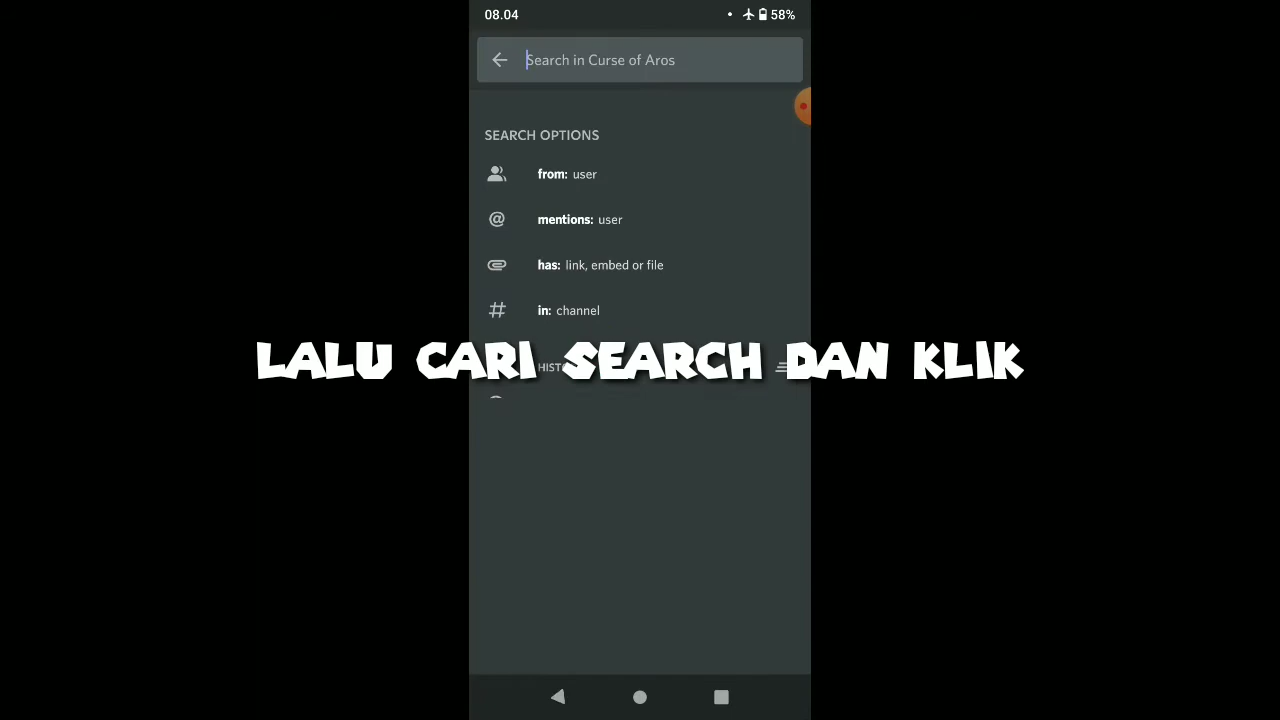 08.04
58%
Search in Curse of Aros
SEARCH OPTIONS
from: user
mentions: user
has: link, embed or file
in: channel
LALU CARI SEARCH DAN KLIK